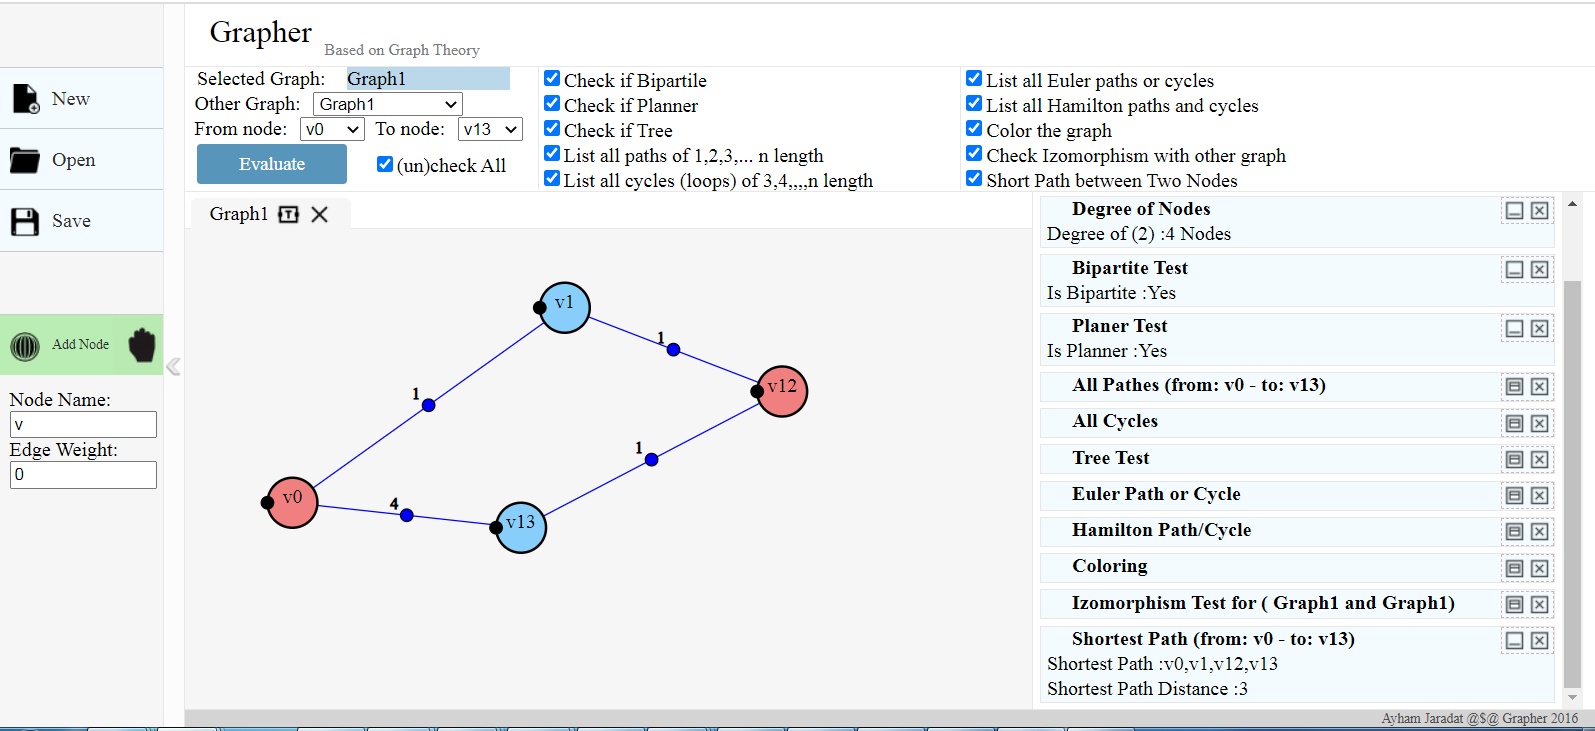 Grapher
Based on Graph Theory
New
Open
Save
Add Node
Node Name:
v
Edge Weight:
0
Selected Graph: Graph1
Other Graph: Graph1
From node: v0 To node: v13
Evaluate (un)check All
Check if Bipartile
Check if Planner
Check if Tree
List all paths of 1,2,3,... n length
List all cycles (loops) of 3,4,,,,n length
List all Euler paths or cycles
List all Hamilton paths and cycles
Color the graph
Check Izomorphism with other graph
Short Path between Two Nodes
Graph1 T
v1
1
v12
1
1
v0
4
v13
Degree of Nodes
Degree of (2) :4 Nodes
Bipartite Test
Is Bipartite :Yes
Planer Test
Is Planner :Yes
All Pathes (from: v0 - to: v13)
All Cycles
Tree Test
Euler Path or Cycle
Hamilton Path/Cycle
Coloring
Izomorphism Test for ( Graph1 and Graph1)
Shortest Path (from: v0 - to: v13)
Shortest Path :v0,v1,v12,v13
Shortest Path Distance :3
Ayham Jaradat @$@ Grapher 2016